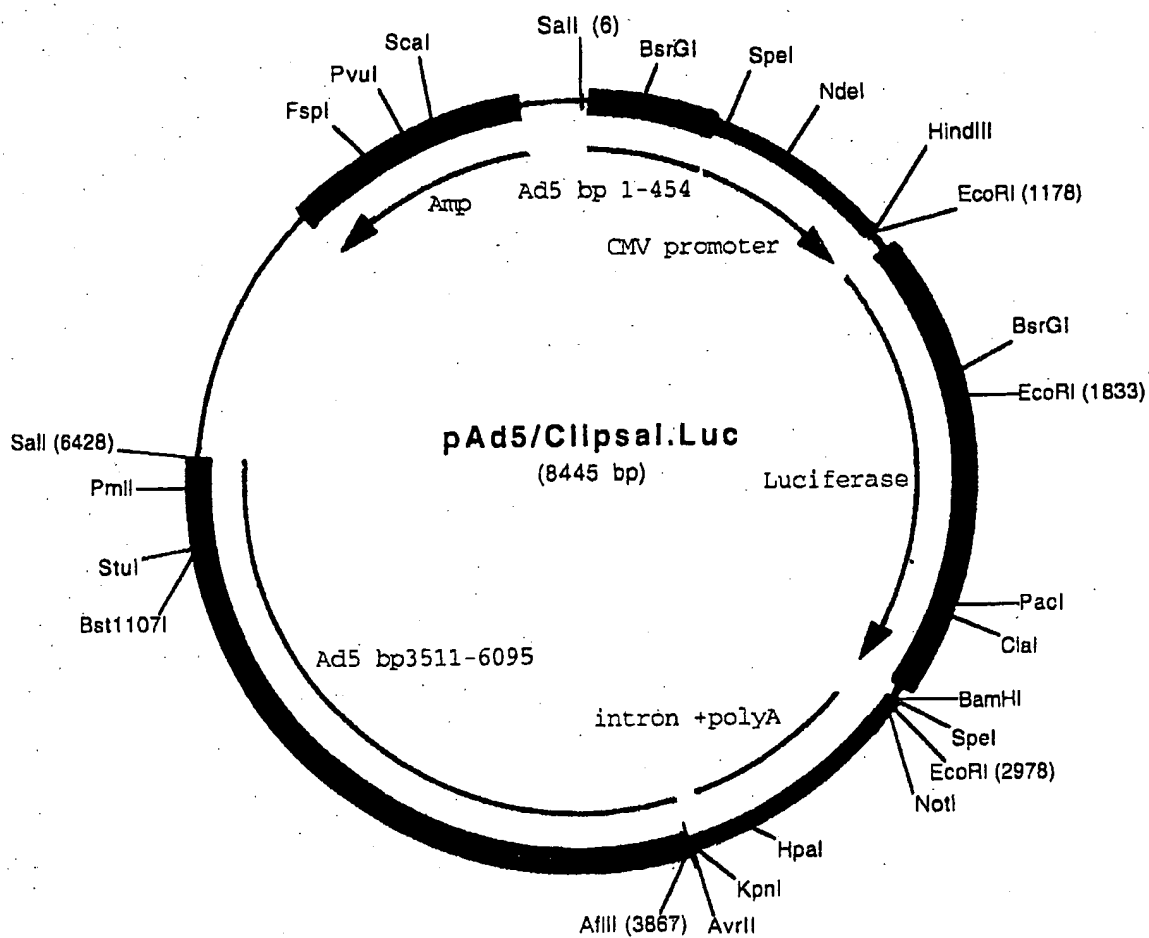 SalI (6)
BsrGI
SpeI
NdeI
HindIII
EcoRI (1178)
BsrGI
EcoRI (1833)
PacI
ClaI
BamHI
SpeI
EcoRI (2978)
NotI
HpaI
KpnI
AvrII
AflII (3867)
Bst1107I
StuI
PmlI
SalI (6428)
FspI
PvuI
ScaI
Amp
Ad5 bp 1-454
CMV promoter
pAd5/Clipsal.Luc
(8445 bp)
Luciferase
Ad5 bp3511-6095
intron +polyA